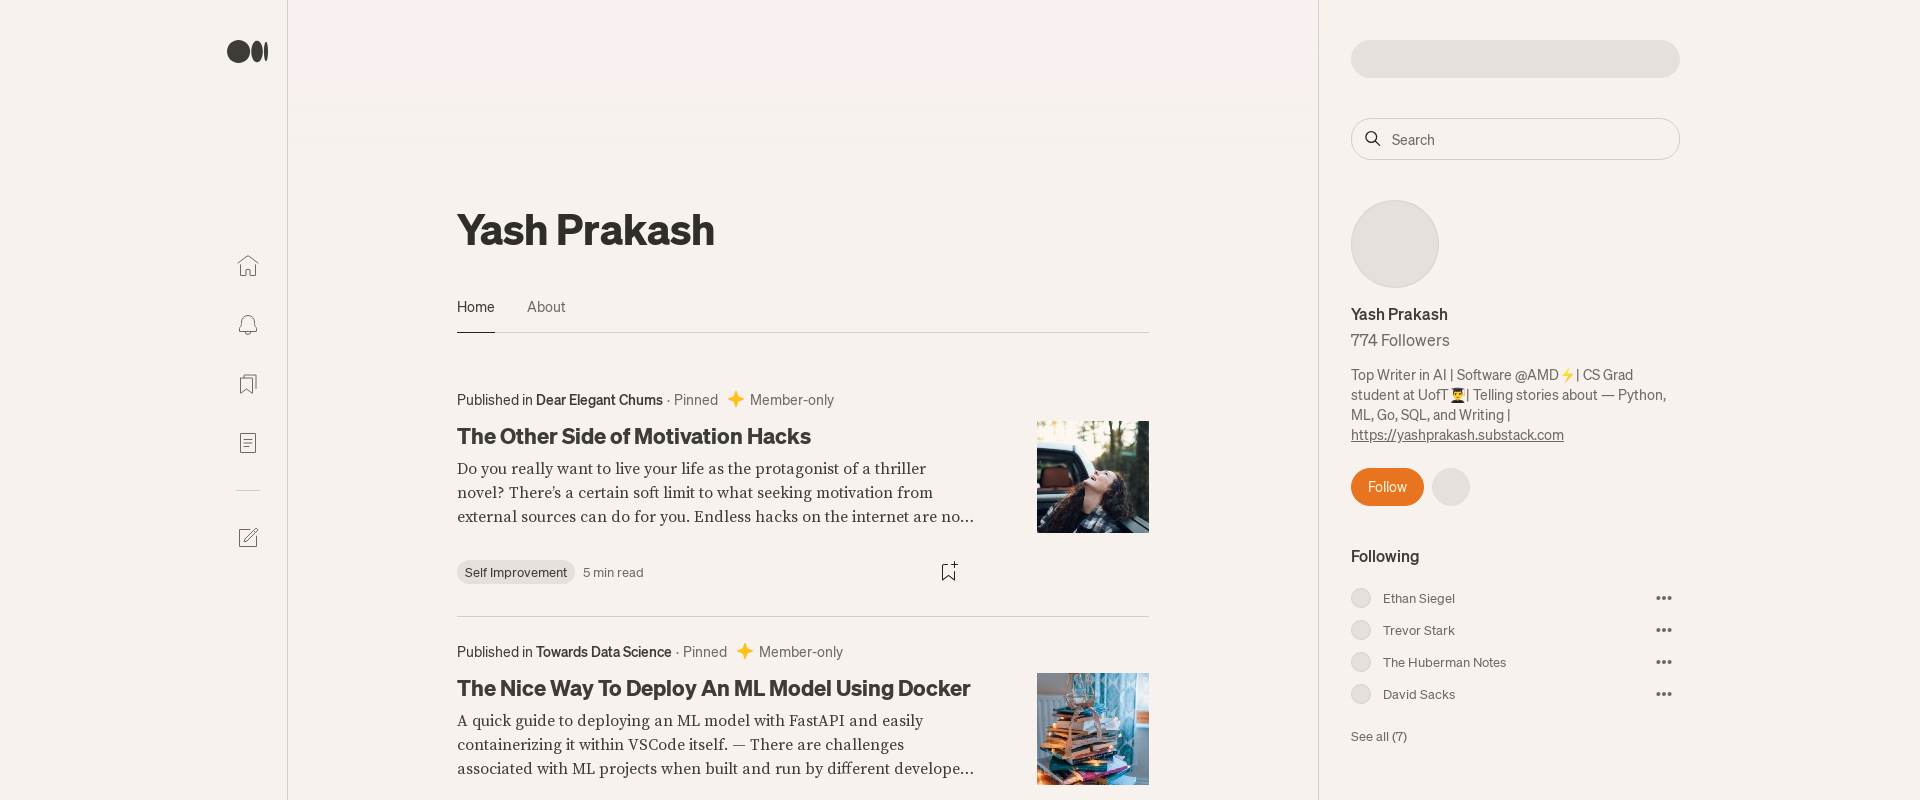 Yash Prakash
Home
About
Published in Dear Elegant Chums · Pinned Member-only
The Other Side of Motivation Hacks
Do you really want to live your life as the protagonist of a thriller
novel? There’s a certain soft limit to what seeking motivation from
external sources can do for you. Endless hacks on the internet are no…
Self Improvement
5 min read
Published in Towards Data Science · Pinned Member-only
The Nice Way To Deploy An ML Model Using Docker
A quick guide to deploying an ML model with FastAPI and easily
containerizing it within VSCode itself. — There are challenges
associated with ML projects when built and run by different develope…
Search
Yash Prakash
774 Followers
Top Writer in AI | Software @AMD⚡| CS Grad
student at UofT👨‍🎓| Telling stories about — Python,
ML, Go, SQL, and Writing |
https://yashprakash.substack.com
Follow
Following
Ethan Siegel
Trevor Stark
The Huberman Notes
David Sacks
See all (7)